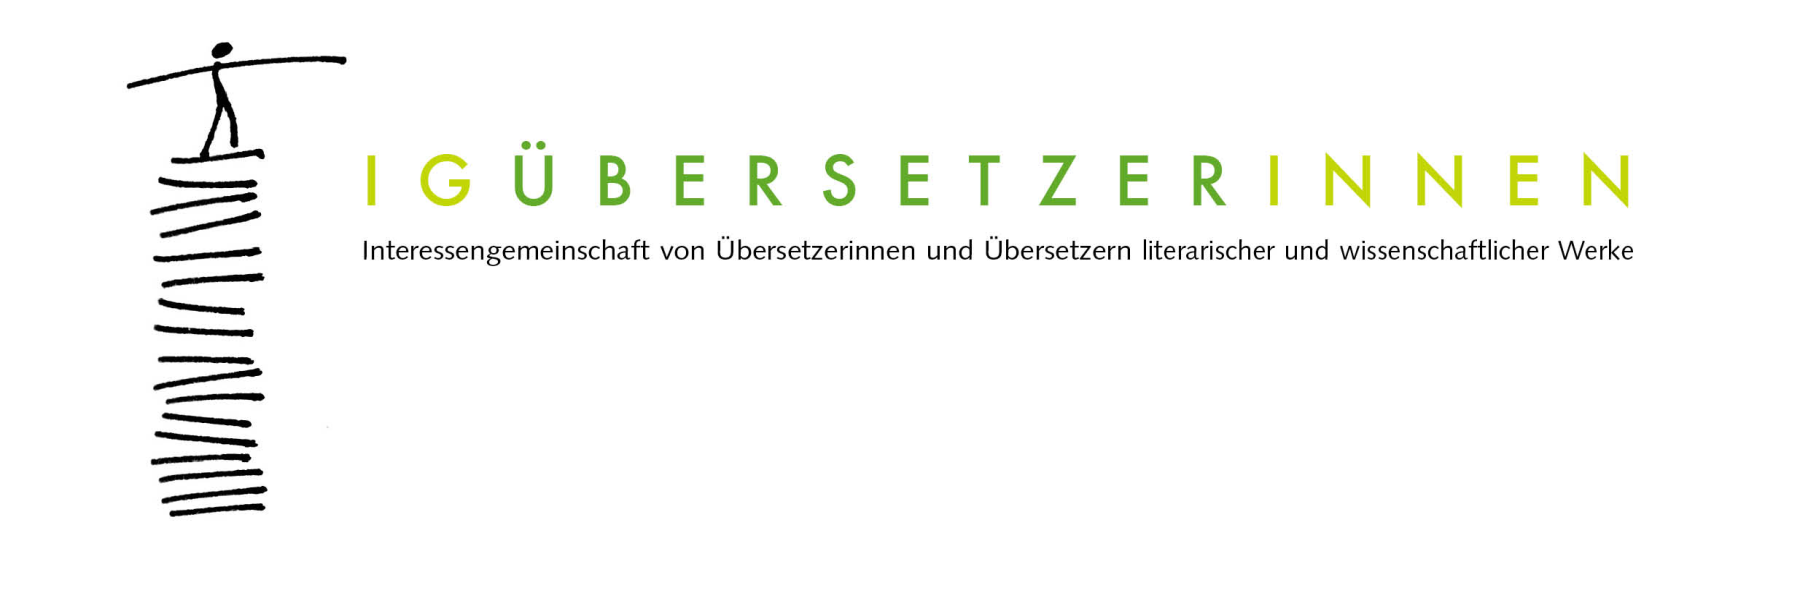 IGÜBERSETZERINNEN
Interessengemeinschaft von Übersetzerinnen und Übersetzern literarischer und wissenschaftlicher Werke